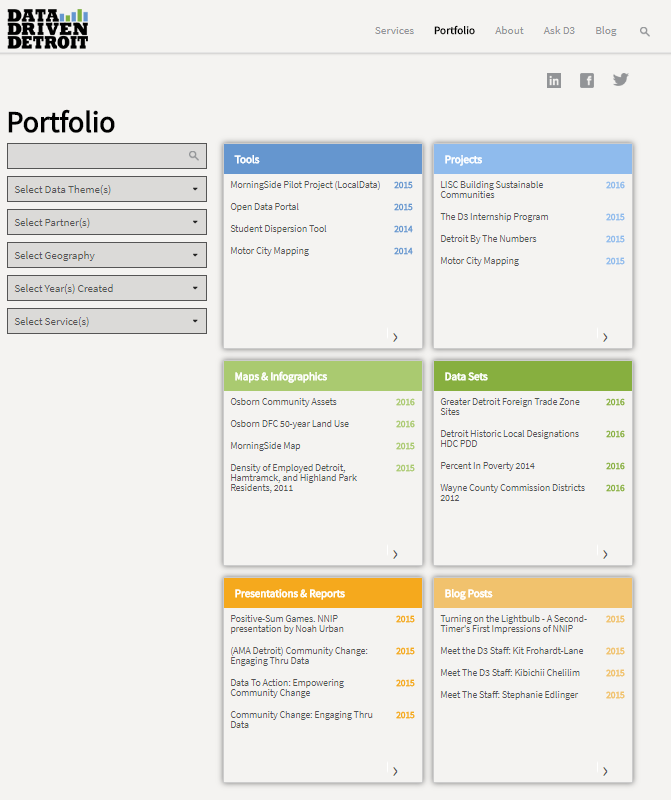 DATA
DRIVEN
DETROIT
Services Portfolio About Ask D3 Blog
Portfolio
Select Data Theme(s)
Select Partner(s)
Select Geography
Select Year(s) Created
Select Service(s)
Tools
MorningSide Pilot Project (LocalData) 2015
Open Data Portal 2015
Student Dispersion Tool 2014
Motor City Mapping 2014
Projects
LISC Building Sustainable 2016
Communities
The D3 Internship Program 2015
Detroit By The Numbers 2015
Motor City Mapping 2015
Maps & Infographics
Osborn Community Assets 2016
Osborn DFC 50-year Land Use 2016
MorningSide Map 2015
Density of Employed Detroit, 2015
Hamtramck, and Highland Park
Residents, 2011
Data Sets
Greater Detroit Foreign Trade Zone 2016
Sites
Detroit Historic Local Designations 2016
HDC PDD
Percent In Poverty 2014 2016
Wayne County Commission Districts 2016
2012
Presentations & Reports
Positive-Sum Games. NNIP 2015
presentation by Noah Urban
(AMA Detroit) Community Change: 2015
Engaging Thru Data
Data To Action: Empowering 2015
Community Change
Community Change: Engaging Thru 2015
Data
Blog Posts
Turning on the Lightbulb - A Second- 2015
Timer's First Impressions of NNIP
Meet the D3 Staff: Kit Frohardt-Lane 2015
Meet The D3 Staff: Kibichii Chelilim 2015
Meet The Staff: Stephanie Edlinger 2015